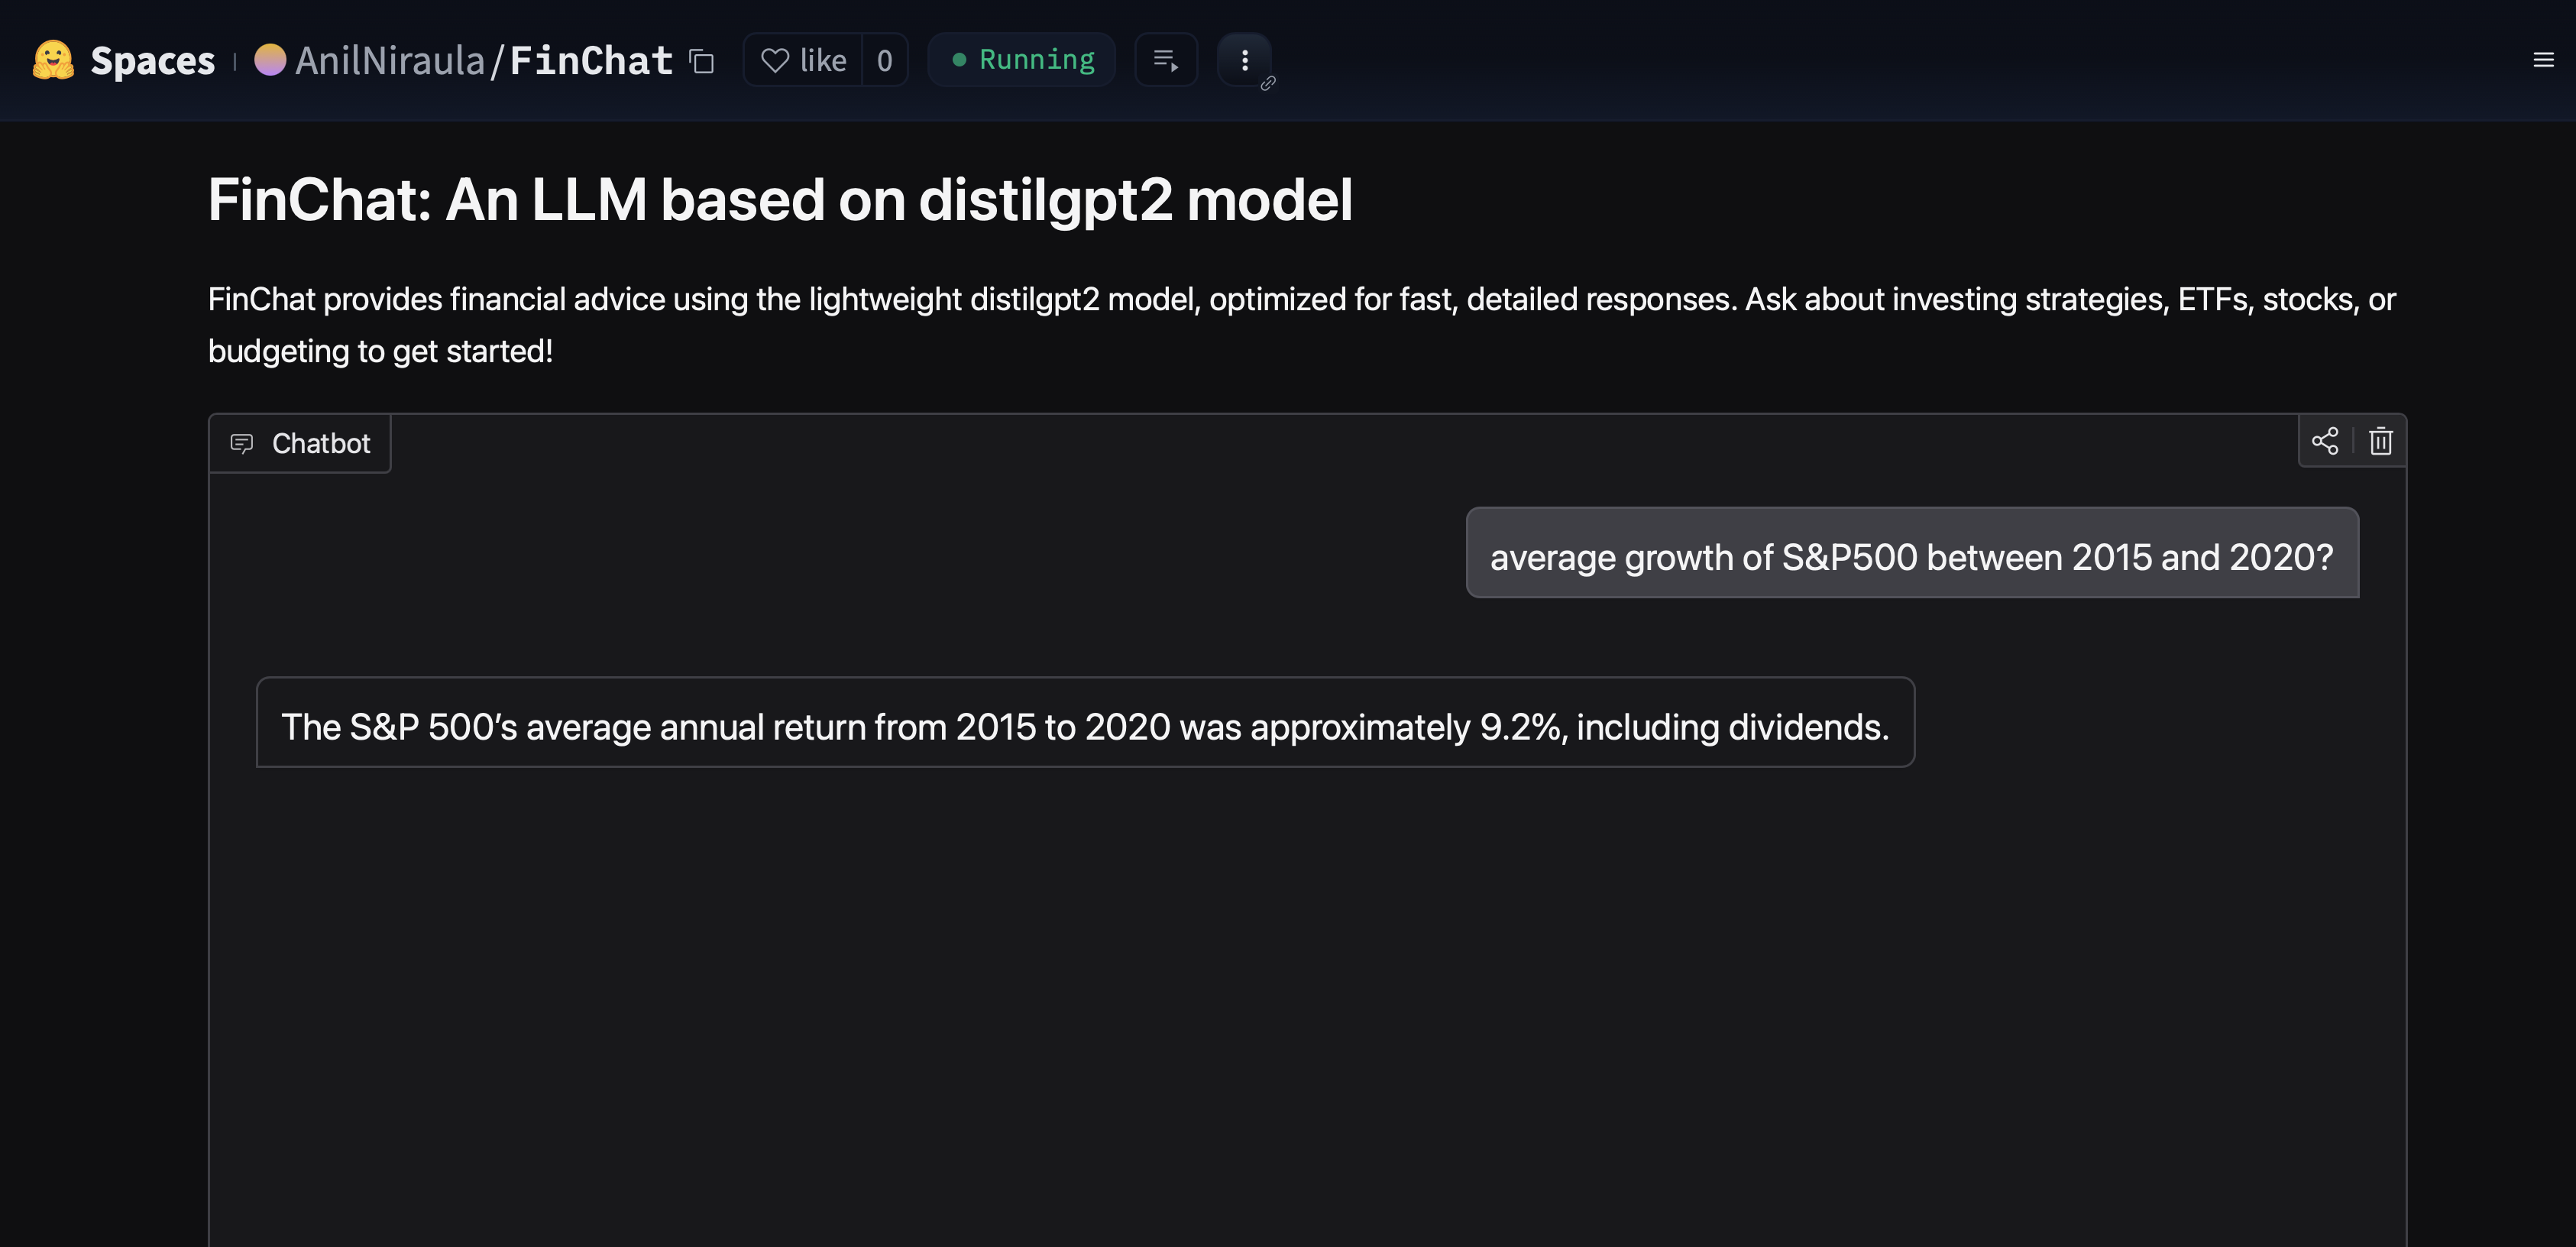 Spaces AnilNiraula/FinChat like 0 Running
FinChat: An LLM based on distilgpt2 model
FinChat provides financial advice using the lightweight distilgpt2 model, optimized for fast, detailed responses. Ask about investing strategies, ETFs, stocks, or
budgeting to get started!
Chatbot
average growth of S&P500 between 2015 and 2020?
The S&P 500’s average annual return from 2015 to 2020 was approximately 9.2%, including dividends.